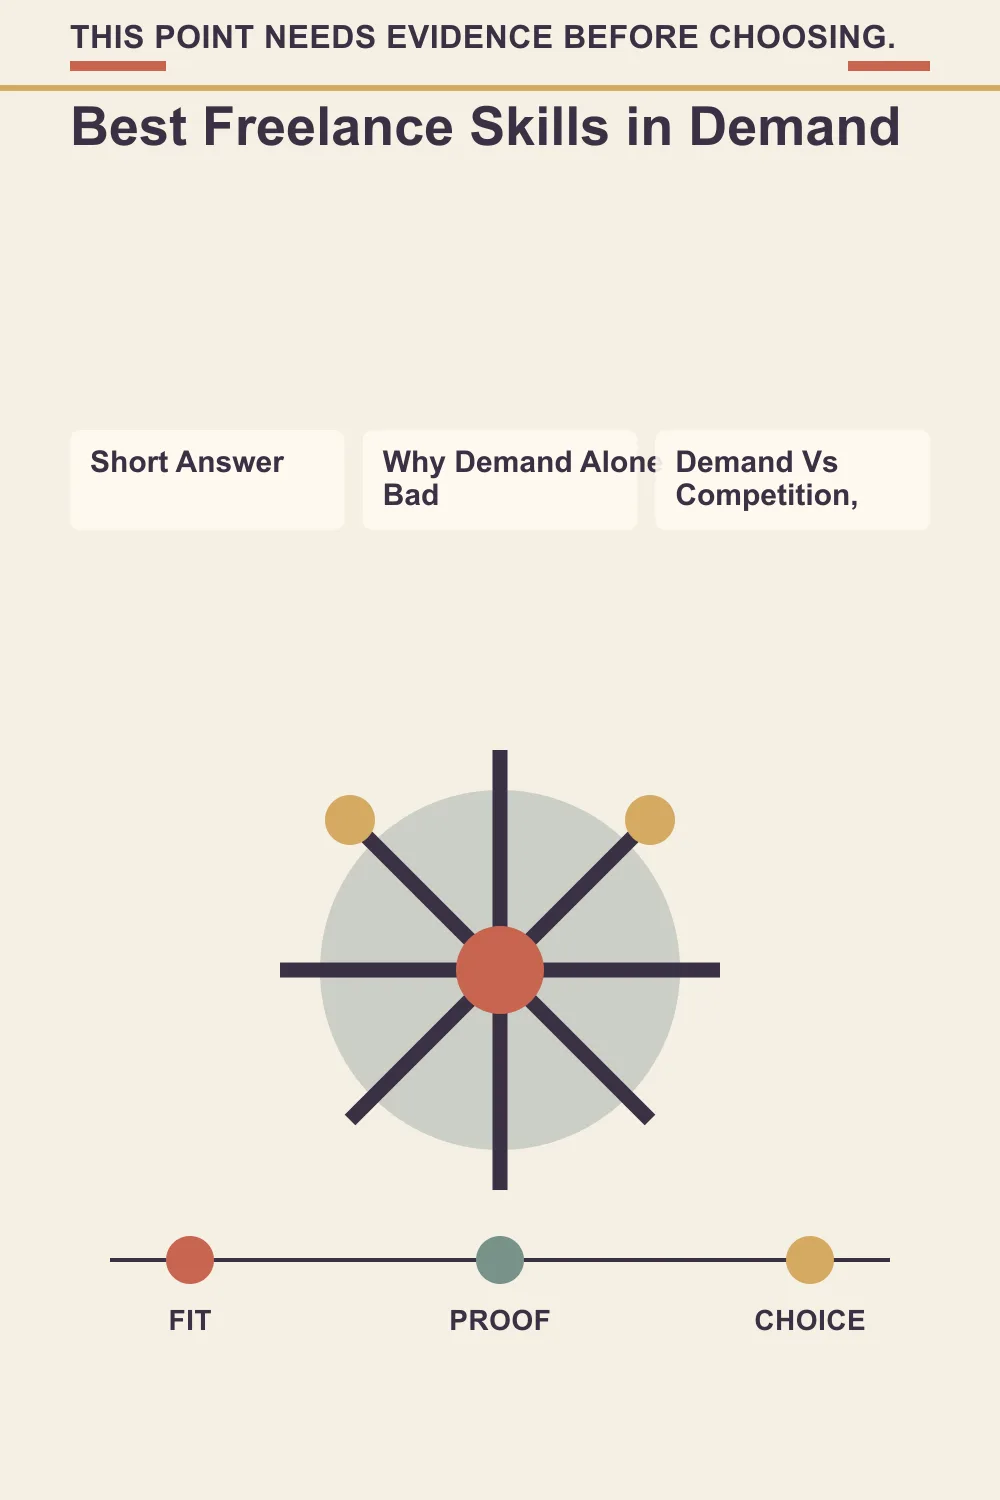 THIS POINT NEEDS EVIDENCE BEFORE CHOOSING.
Best Freelance Skills in Demand
Short Answer
Why Demand Alone
Bad
Demand Vs
Competition,
FIT
PROOF
CHOICE